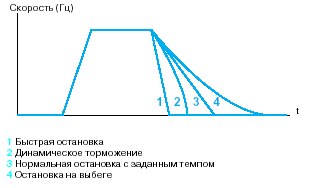 Скорость (Гц)
1 2 3 4
t
1 Быстрая остановка
2 Динамическое торможение
3 Нормальная остановка с заданным темпом
4 Остановка на выбеге